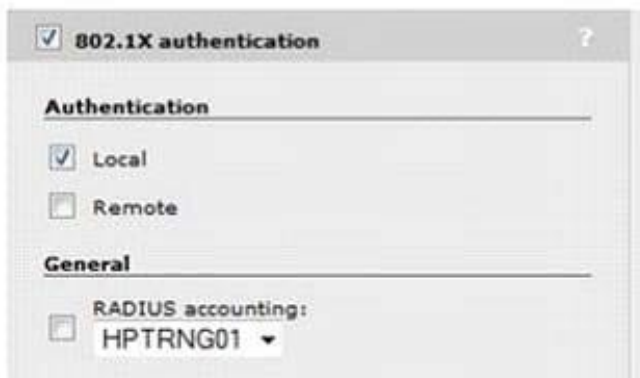 802.1X authentication ?
Authentication
Local
Remote
General
RADIUS accounting:
HPTRNG01